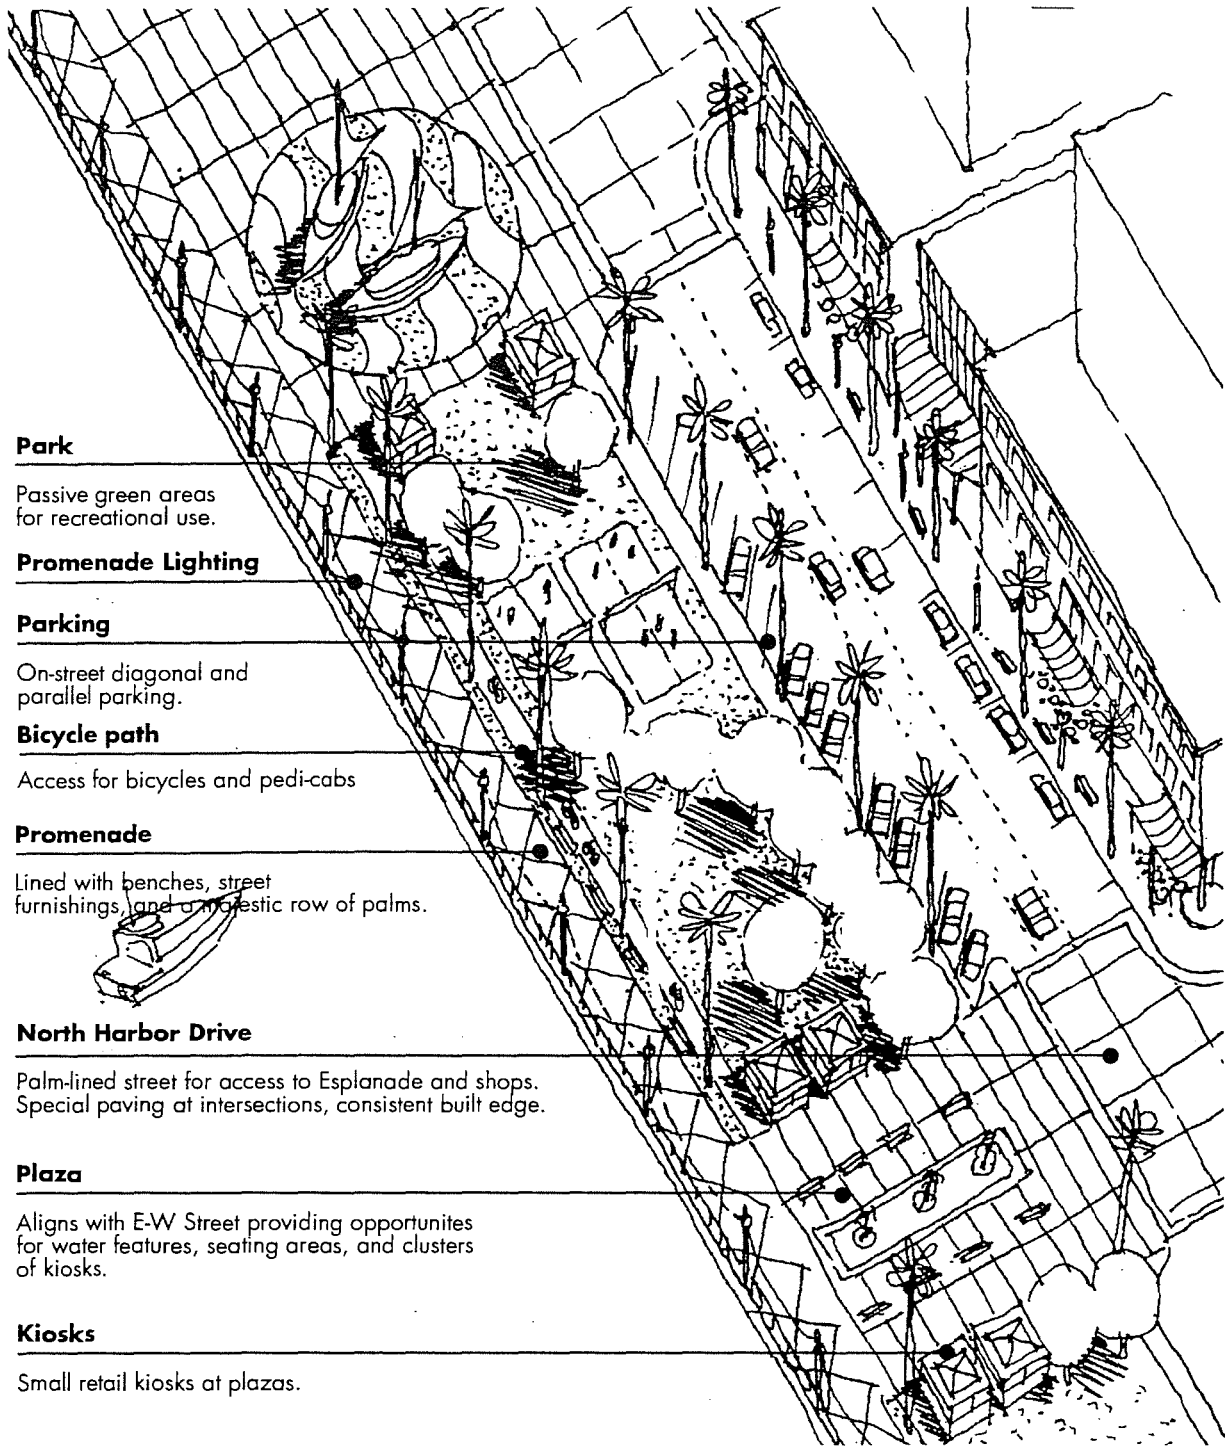 Park
Passive green areas
for recreational use.
Promenade Lighting
Parking
On-street diagonal and
parallel parking.
Bicycle path
Access for bicycles and pedi-cabs
Promenade
Lined with benches, street
furnishings, and a majestic row of palms.
North Harbor Drive
Palm-lined street for access to Esplanade and shops.
Special paving at intersections, consistent built edge.
Plaza
Aligns with E-W Street providing opportunites
for water features, seating areas, and clusters
of kiosks.
Kiosks
Small retail kiosks at plazas.